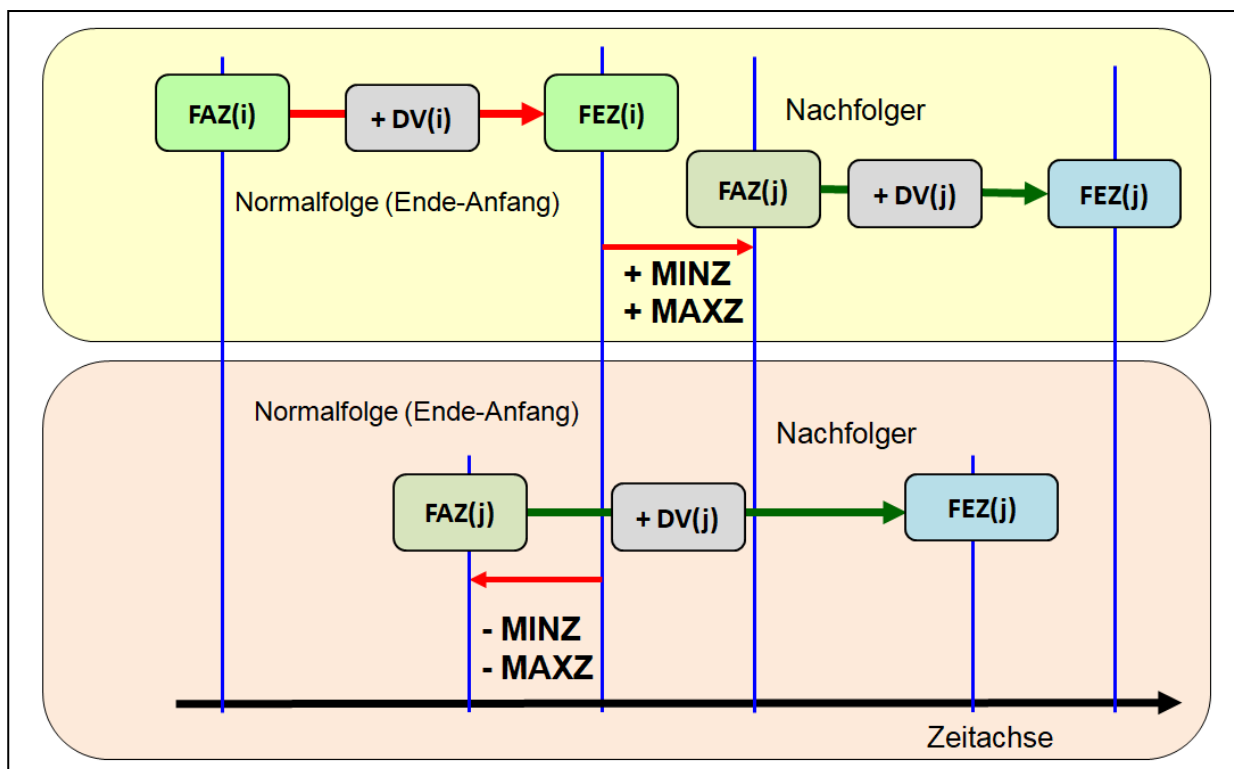 FAZ(i)
+ DV(i)
FEZ(i)
Nachfolger
Normalfolge (Ende-Anfang)
FAZ(j)
+ DV(j)
FEZ(j)
+ MINZ
+ MAXZ
Normalfolge (Ende-Anfang)
Nachfolger
FAZ(j)
+ DV(j)
FEZ(j)
- MINZ
- MAXZ
Zeitachse